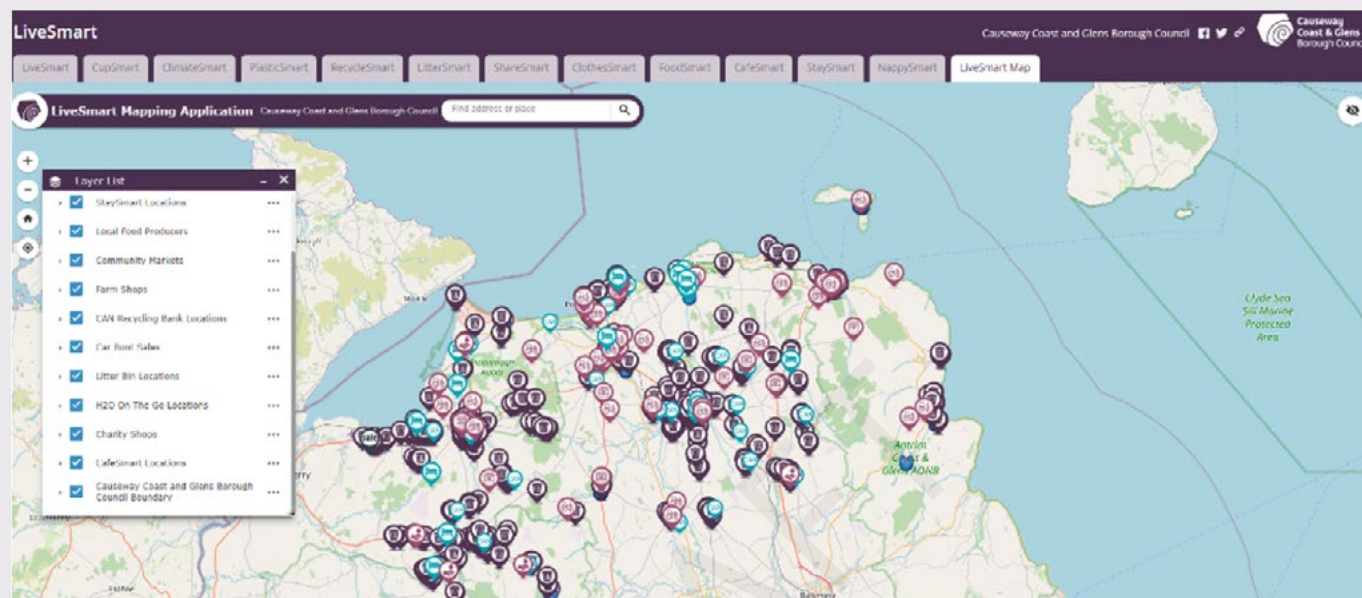 LiveSmart
Causeway Coast and Glens Borough Council
Causeway
Coast & Glens
Borough Council
LiveSmart
CupSmart
ClimateSmart
PlasticSmart
RecycleSmart
LitterSmart
ShareSmart
ClothesSmart
FoodSmart
CafeSmart
StaySmart
NappySmart
LiveSmart Map
LiveSmart Mapping Application
Causeway Coast and Glens Borough Council
Find address or place
Layer List
StaySmart Locations
Local Food Producers
Community Markets
Farm Shops
CAN Recycling Bank Locations
Car Boot Sales
Litter Bin Locations
H2O On The Go Locations
Charity Shops
CafeSmart Locations
Causeway Coast and Glens Borough
Council Boundary
Clyde Sea
Sill Marine
Protected
Area
Antrim
Coast &
Glens AONB